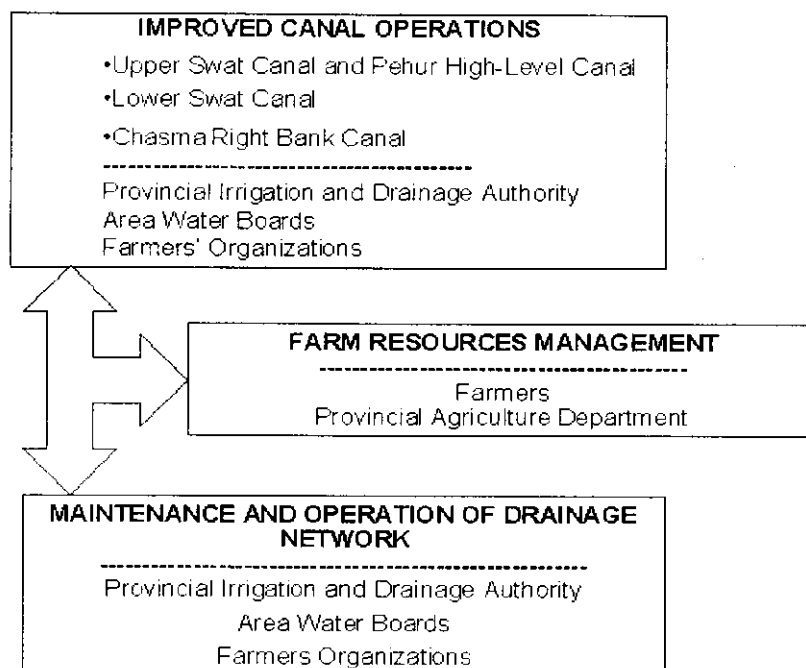 IMPROVED CANAL OPERATIONS
•Upper Swat Canal and Pehur High-Level Canal
•Lower Swat Canal
•Chasma Right Bank Canal
Provincial Irrigation and Drainage Authority
Area Water Boards
Farmers' Organizations
FARM RESOURCES MANAGEMENT
Farmers
Provincial Agriculture Department
MAINTENANCE AND OPERATION OF DRAINAGE
NETWORK
Provincial Irrigation and Drainage Authority
Area Water Boards
Farmers Organizations